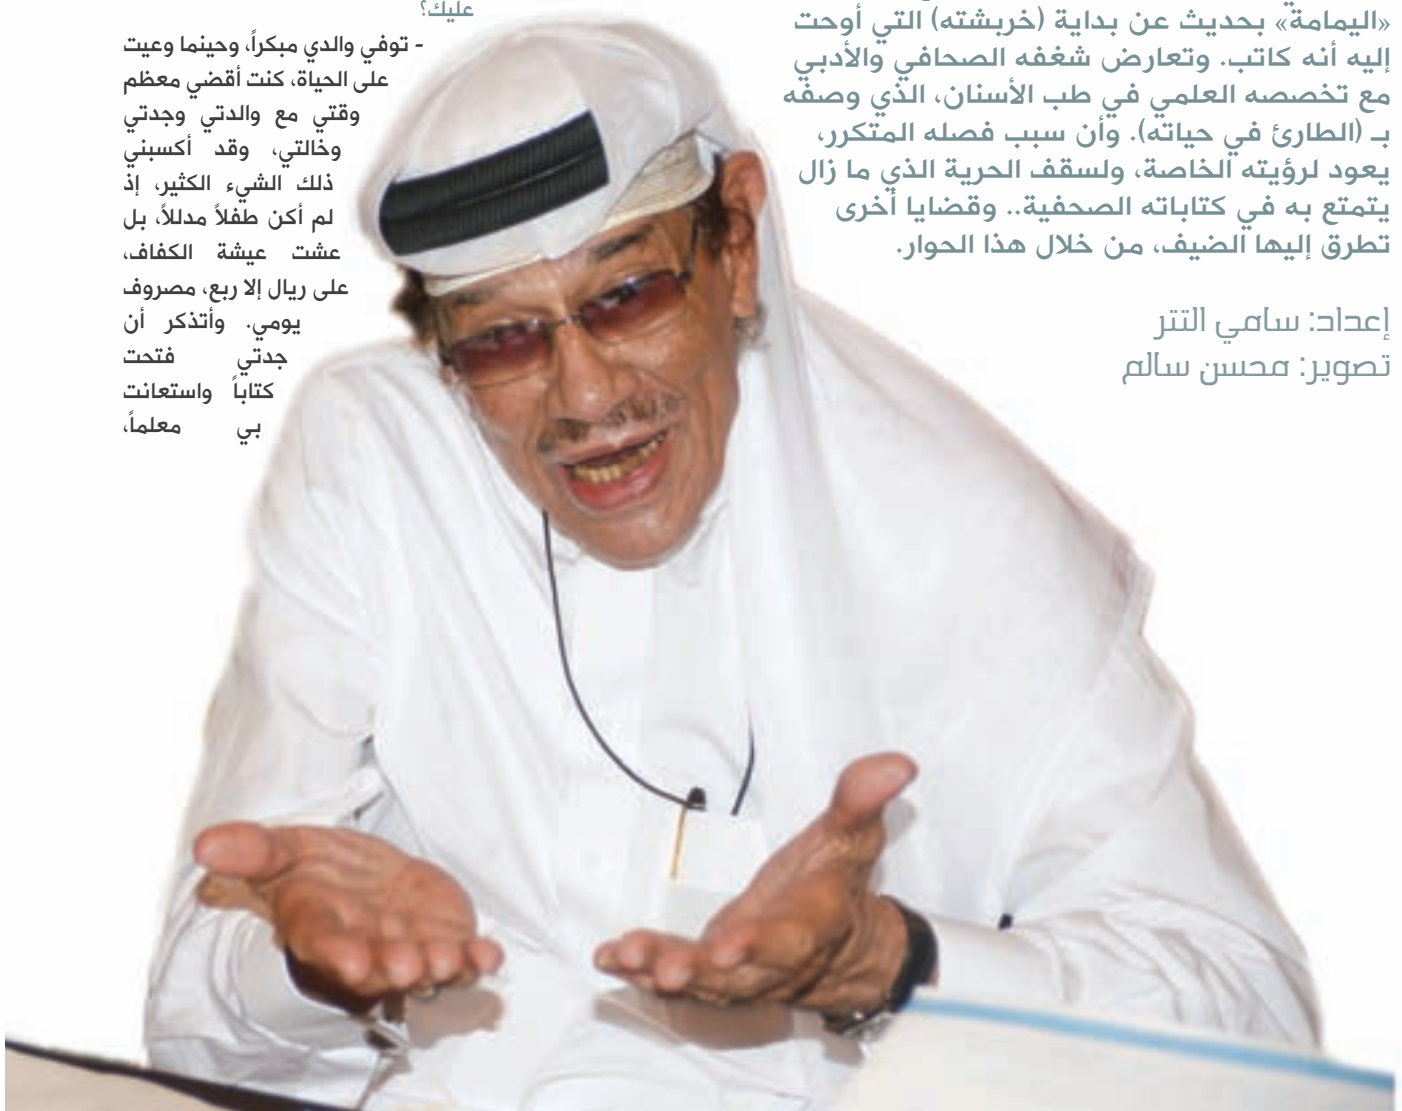 «اليمامة» بحديث عن بداية (خربشته) التي أوحت
إليه أنه كاتب. وتعارض شغفه الصحافي والأدبي
مع تخصصه العلمي في طب الأسنان، الذي وصفه
بـ (الطارئ في حياته). وأن سبب فصله المتكرر،
يعود لرؤيته الخاصة، ولسقف الحرية الذي ما زال
يتمتع به في كتاباته الصحفية.. وقضايا أخرى
تطرق إليها الضيف، من خلال هذا الحوار.
إعداد: سامي التتر
تصوير: محسن سالم
عليك؟
- توفي والدي مبكراً، وحينما وعيت
على الحياة، كنت أقضي معظم
وقتي مع والدتي وجدتي
وخالتي، وقد أكسبني
ذلك الشيء الكثير، إذ
لم أكن طفلاً مدللاً، بل
عشت عيشة الكفاف،
على ريال إلا ربع، مصروف
يومي. وأتذكر أن
جدتي فتحت
كتاباً واستعانت
بي معلماً،